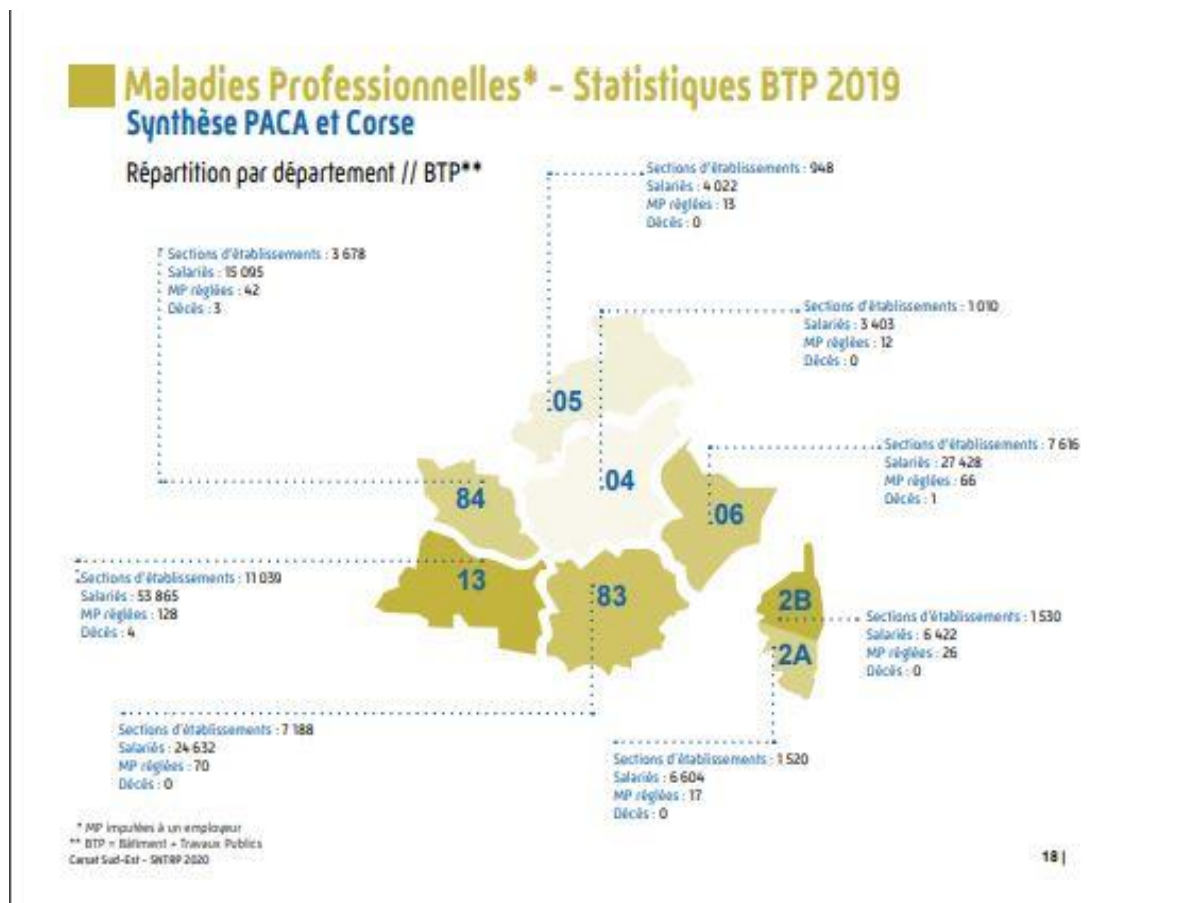 Maladies Professionnelles* - Statistiques BTP 2019
Synthèse PACA et Corse
Répartition par département // BTP**
Sections d'établissements : 948
Salariés : 4 022
MP réglées : 13
Décès : 0
Sections d'établissements : 3 678
Salariés : 15 095
MP réglées : 42
Décès : 3
Sections d'établissements : 1 010
Salariés : 3 403
MP réglées : 12
Décès : 0
05
Sections d'établissements : 7 616
Salariés : 27 428
MP réglées : 66
Décès : 1
04
84
06
Sections d'établissements : 11 039
Salariés : 53 865
MP réglées : 128
Décès : 4
13
83
2B
Sections d'établissements : 1 530
Salariés : 6 422
MP réglées : 26
Décès : 0
2A
Sections d'établissements : 7 188
Salariés : 24 632
MP réglées : 70
Décès : 0
Sections d'établissements : 1 520
Salariés : 6 604
MP réglées : 17
Décès : 0
* MP imputées à un employeur
** BTP = Bâtiment + Travaux Publics
Carsat Sud-Est - SNTRP 2020
18 |